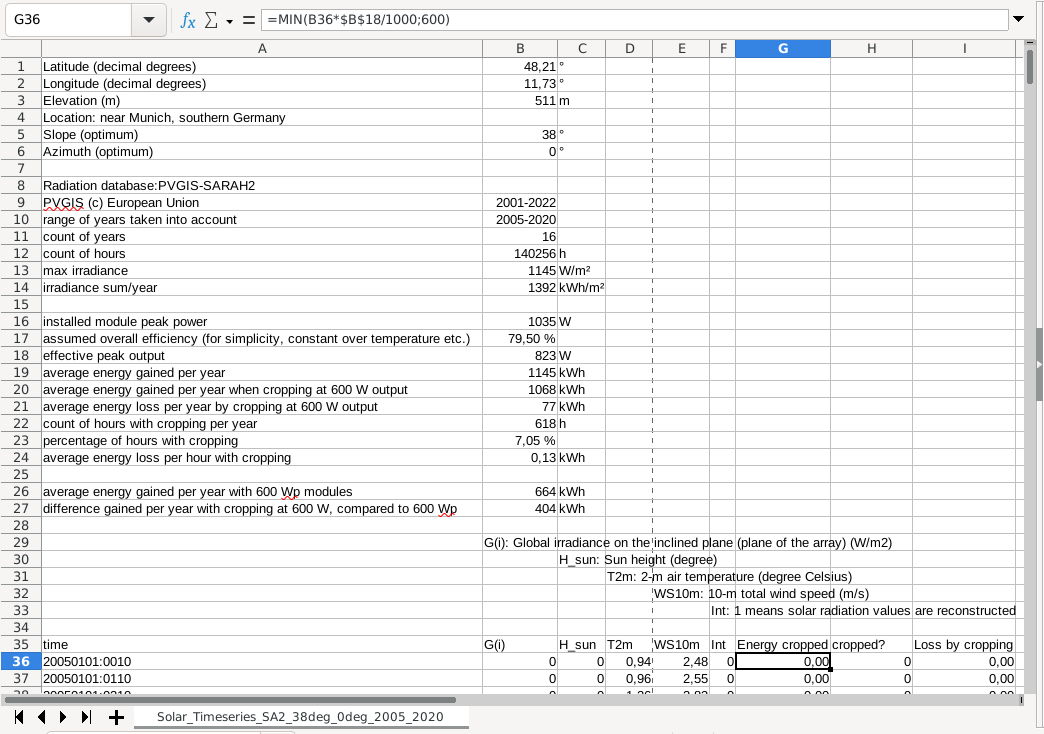 G36 fx Σ = =MIN(B36*$B$18/1000;600)
A B C D E F G H I
1 Latitude (decimal degrees) 48,21 °
2 Longitude (decimal degrees) 11,73 °
3 Elevation (m) 511 m
4 Location: near Munich, southern Germany
5 Slope (optimum) 38 °
6 Azimuth (optimum) 0 °
7
8 Radiation database:PVGIS-SARAH2
9 PVGIS (c) European Union 2001-2022
10 range of years taken into account 2005-2020
11 count of years 16
12 count of hours 140256 h
13 max irradiance 1145 W/m²
14 irradiance sum/year 1392 kWh/m²
15
16 installed module peak power 1035 W
17 assumed overall efficiency (for simplicity, constant over temperature etc.) 79,50 %
18 effective peak output 823 W
19 average energy gained per year 1145 kWh
20 average energy gained per year when cropping at 600 W output 1068 kWh
21 average energy loss per year by cropping at 600 W output 77 kWh
22 count of hours with cropping per year 618 h
23 percentage of hours with cropping 7,05 %
24 average energy loss per hour with cropping 0,13 kWh
25
26 average energy gained per year with 600 Wp modules 664 kWh
27 difference gained per year with cropping at 600 W, compared to 600 Wp 404 kWh
28
29 G(i): Global irradiance on the inclined plane (plane of the array) (W/m2)
30 H_sun: Sun height (degree)
31 T2m: 2-m air temperature (degree Celsius)
32 WS10m: 10-m total wind speed (m/s)
33 Int: 1 means solar radiation values are reconstructed
34
35 time G(i) H_sun T2m WS10m Int Energy cropped cropped? Loss by cropping
36 20050101:0010 0 0 0,94 2,48 0 0,00 0 0,00
37 20050101:0110 0 0 0,96 2,55 0 0,00 0 0,00
Solar_Timeseries_SA2_38deg_0deg_2005_2020